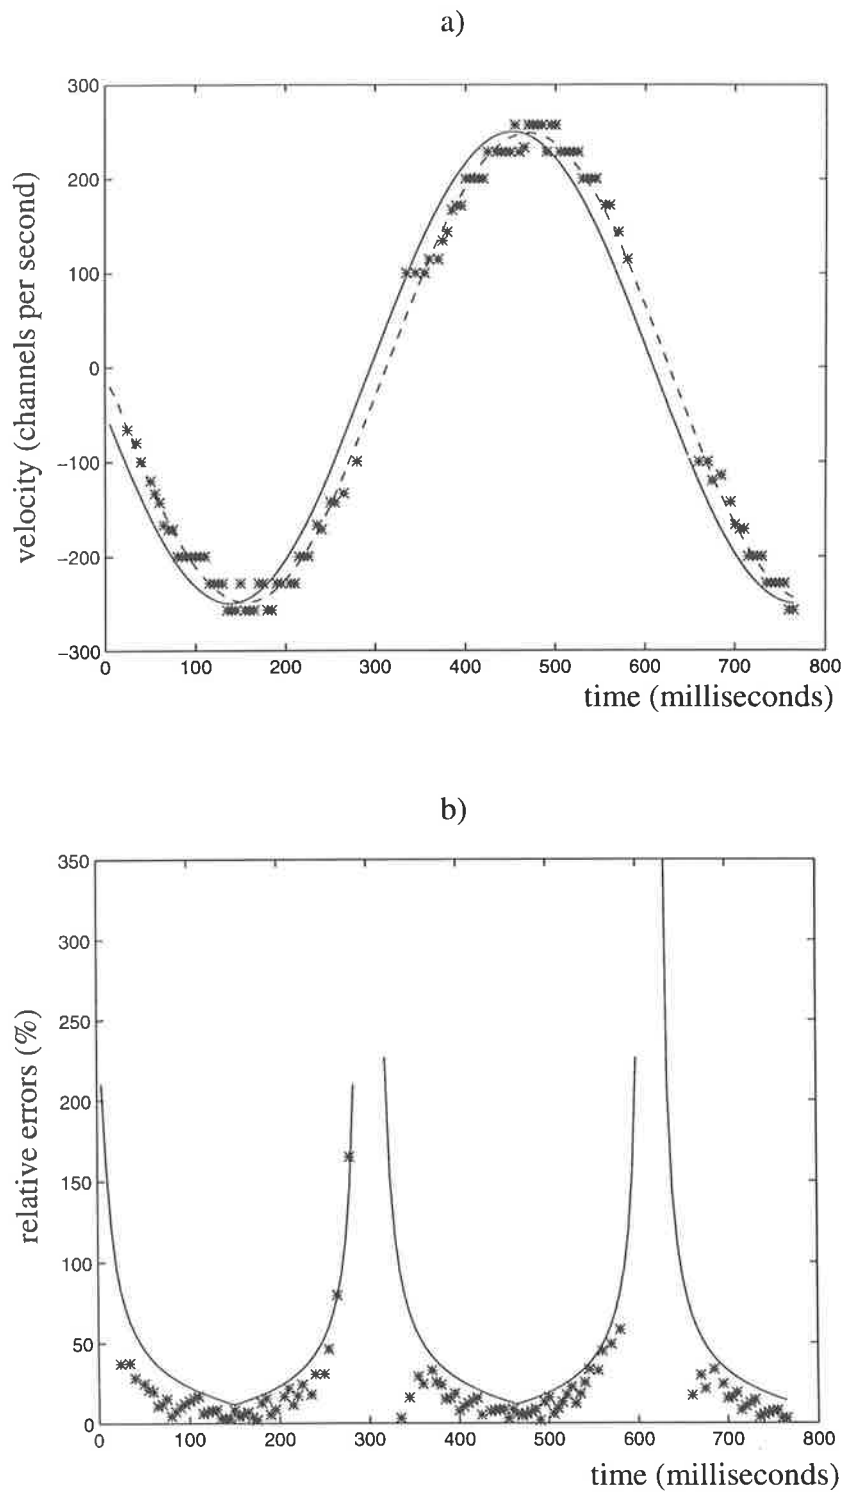 a)
300
200
100
0
−100
−200
−300
velocity (channels per second)
0 100 200 300 400 500 600 700 800
time (milliseconds)
b)
350
300
250
200
150
100
50
0
relative errors (%)
0 100 200 300 400 500 600 700 800
time (milliseconds)